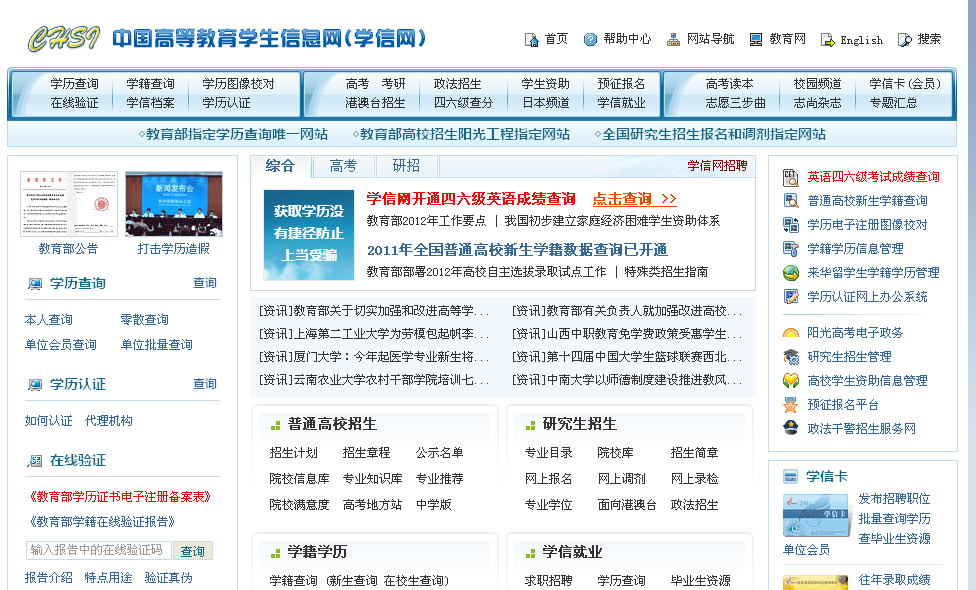 CHSI 中国高等教育学生信息网(学信网)
首页 帮助中心 网站导航 教育网 English 搜索
学历查询 学籍查询 学历图像校对 高考 考研 政法招生 学生资助 预征报名 高考读本 校园频道 学信卡(会员)
在线验证 学信档案 学历认证 港澳台招生 四六级查分 日本频道 学信就业 志愿三步曲 志尚杂志 专题汇总
◇教育部指定学历查询唯一网站 ◇教育部高校招生阳光工程指定网站 ◇全国研究生招生报名和调剂指定网站
新闻发布会
教育部公告 打击学历造假
学历查询 查询
本人查询 零散查询
单位会员查询 单位批量查询
学历认证 查询
如何认证 代理机构
在线验证
《教育部学历证书电子注册备案表》
《教育部学籍在线验证报告》
输入报告中的在线验证码 查询
报告介绍 特点用途 验证真伪
综合 高考 研招 学信网招聘
获取学历没
有捷径防止
上当受骗
学信网开通四六级英语成绩查询 点击查询 >>
教育部2012年工作要点 | 我国初步建立家庭经济困难学生资助体系
2011年全国普通高校新生学籍数据查询已开通
教育部部署2012年高校自主选拔录取试点工作 | 特殊类招生指南
[资讯]教育部关于切实加强和改进高等学... [资讯]教育部有关负责人就加强改进高校...
[资讯]上海第二工业大学为劳模包起帆李... [资讯]山西中职教育免学费政策受惠学生...
[资讯]厦门大学：今年起医学专业新生将... [资讯]第十四届中国大学生篮球联赛西北...
[资讯]云南农业大学农村干部学院培训七... [资讯]中南大学以师德制度建设推进教风...
普通高校招生
招生计划 招生章程 公示名单
院校信息库 专业知识库 专业推荐
院校满意度 高考地方站 中学版
研究生招生
专业目录 院校库 招生简章
网上报名 网上调剂 网上录检
专业学位 面向港澳台 政法招生
学籍学历
学籍查询 (新生查询 在校生查询)
学信就业
求职招聘 学历查询 毕业生资源
英语四六级考试成绩查询
普通高校新生学籍查询
学历电子注册图像校对
学籍学历信息管理
来华留学生学籍学历管理
学历认证网上办公系统
阳光高考电子政务
研究生招生管理
高校学生资助信息管理
预征报名平台
政法干警招生服务网
学信卡
学信卡
发布招聘职位
批量查询学历
查毕业生资源
单位会员
往年录取成绩